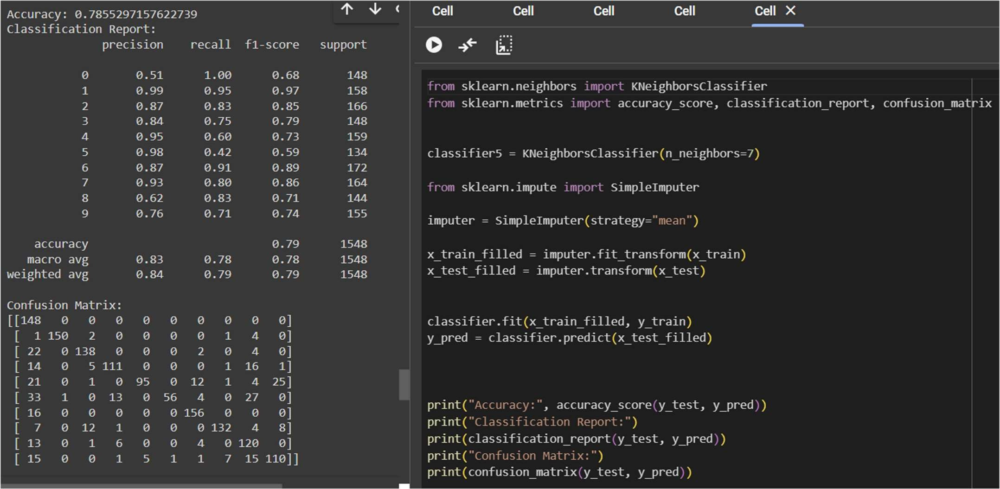 Accuracy: 0.7855297157622739
Classification Report:
precision recall f1-score support
0 0.51 1.00 0.68 148
1 0.99 0.95 0.97 158
2 0.87 0.83 0.85 166
3 0.84 0.75 0.79 148
4 0.95 0.60 0.73 159
5 0.98 0.42 0.59 134
6 0.87 0.91 0.89 172
7 0.93 0.80 0.86 164
8 0.62 0.83 0.71 144
9 0.76 0.71 0.74 155
accuracy 0.79 1548
macro avg 0.83 0.78 0.78 1548
weighted avg 0.84 0.79 0.79 1548
Confusion Matrix:
[[148 0 0 0 0 0 0 0 0 0]
[ 1 150 2 0 0 0 0 1 4 0]
[ 22 0 138 0 0 0 2 0 4 0]
[ 14 0 5 111 0 0 0 1 16 1]
[ 21 0 1 0 95 0 12 1 4 25]
[ 33 1 0 13 0 56 4 0 27 0]
[ 16 0 0 0 0 0 156 0 0 0]
[ 7 0 12 1 0 0 0 132 4 8]
[ 13 0 1 6 0 0 4 0 120 0]
[ 15 0 0 1 5 1 1 7 15 110]]
Cell Cell Cell Cell Cell
from sklearn.neighbors import KNeighborsClassifier
from sklearn.metrics import accuracy_score, classification_report, confusion_matrix
classifier5 = KNeighborsClassifier(n_neighbors=7)
from sklearn.impute import SimpleImputer
imputer = SimpleImputer(strategy="mean")
x_train_filled = imputer.fit_transform(x_train)
x_test_filled = imputer.transform(x_test)
classifier.fit(x_train_filled, y_train)
y_pred = classifier.predict(x_test_filled)
print("Accuracy:", accuracy_score(y_test, y_pred))
print("Classification Report:")
print(classification_report(y_test, y_pred))
print("Confusion Matrix:")
print(confusion_matrix(y_test, y_pred))